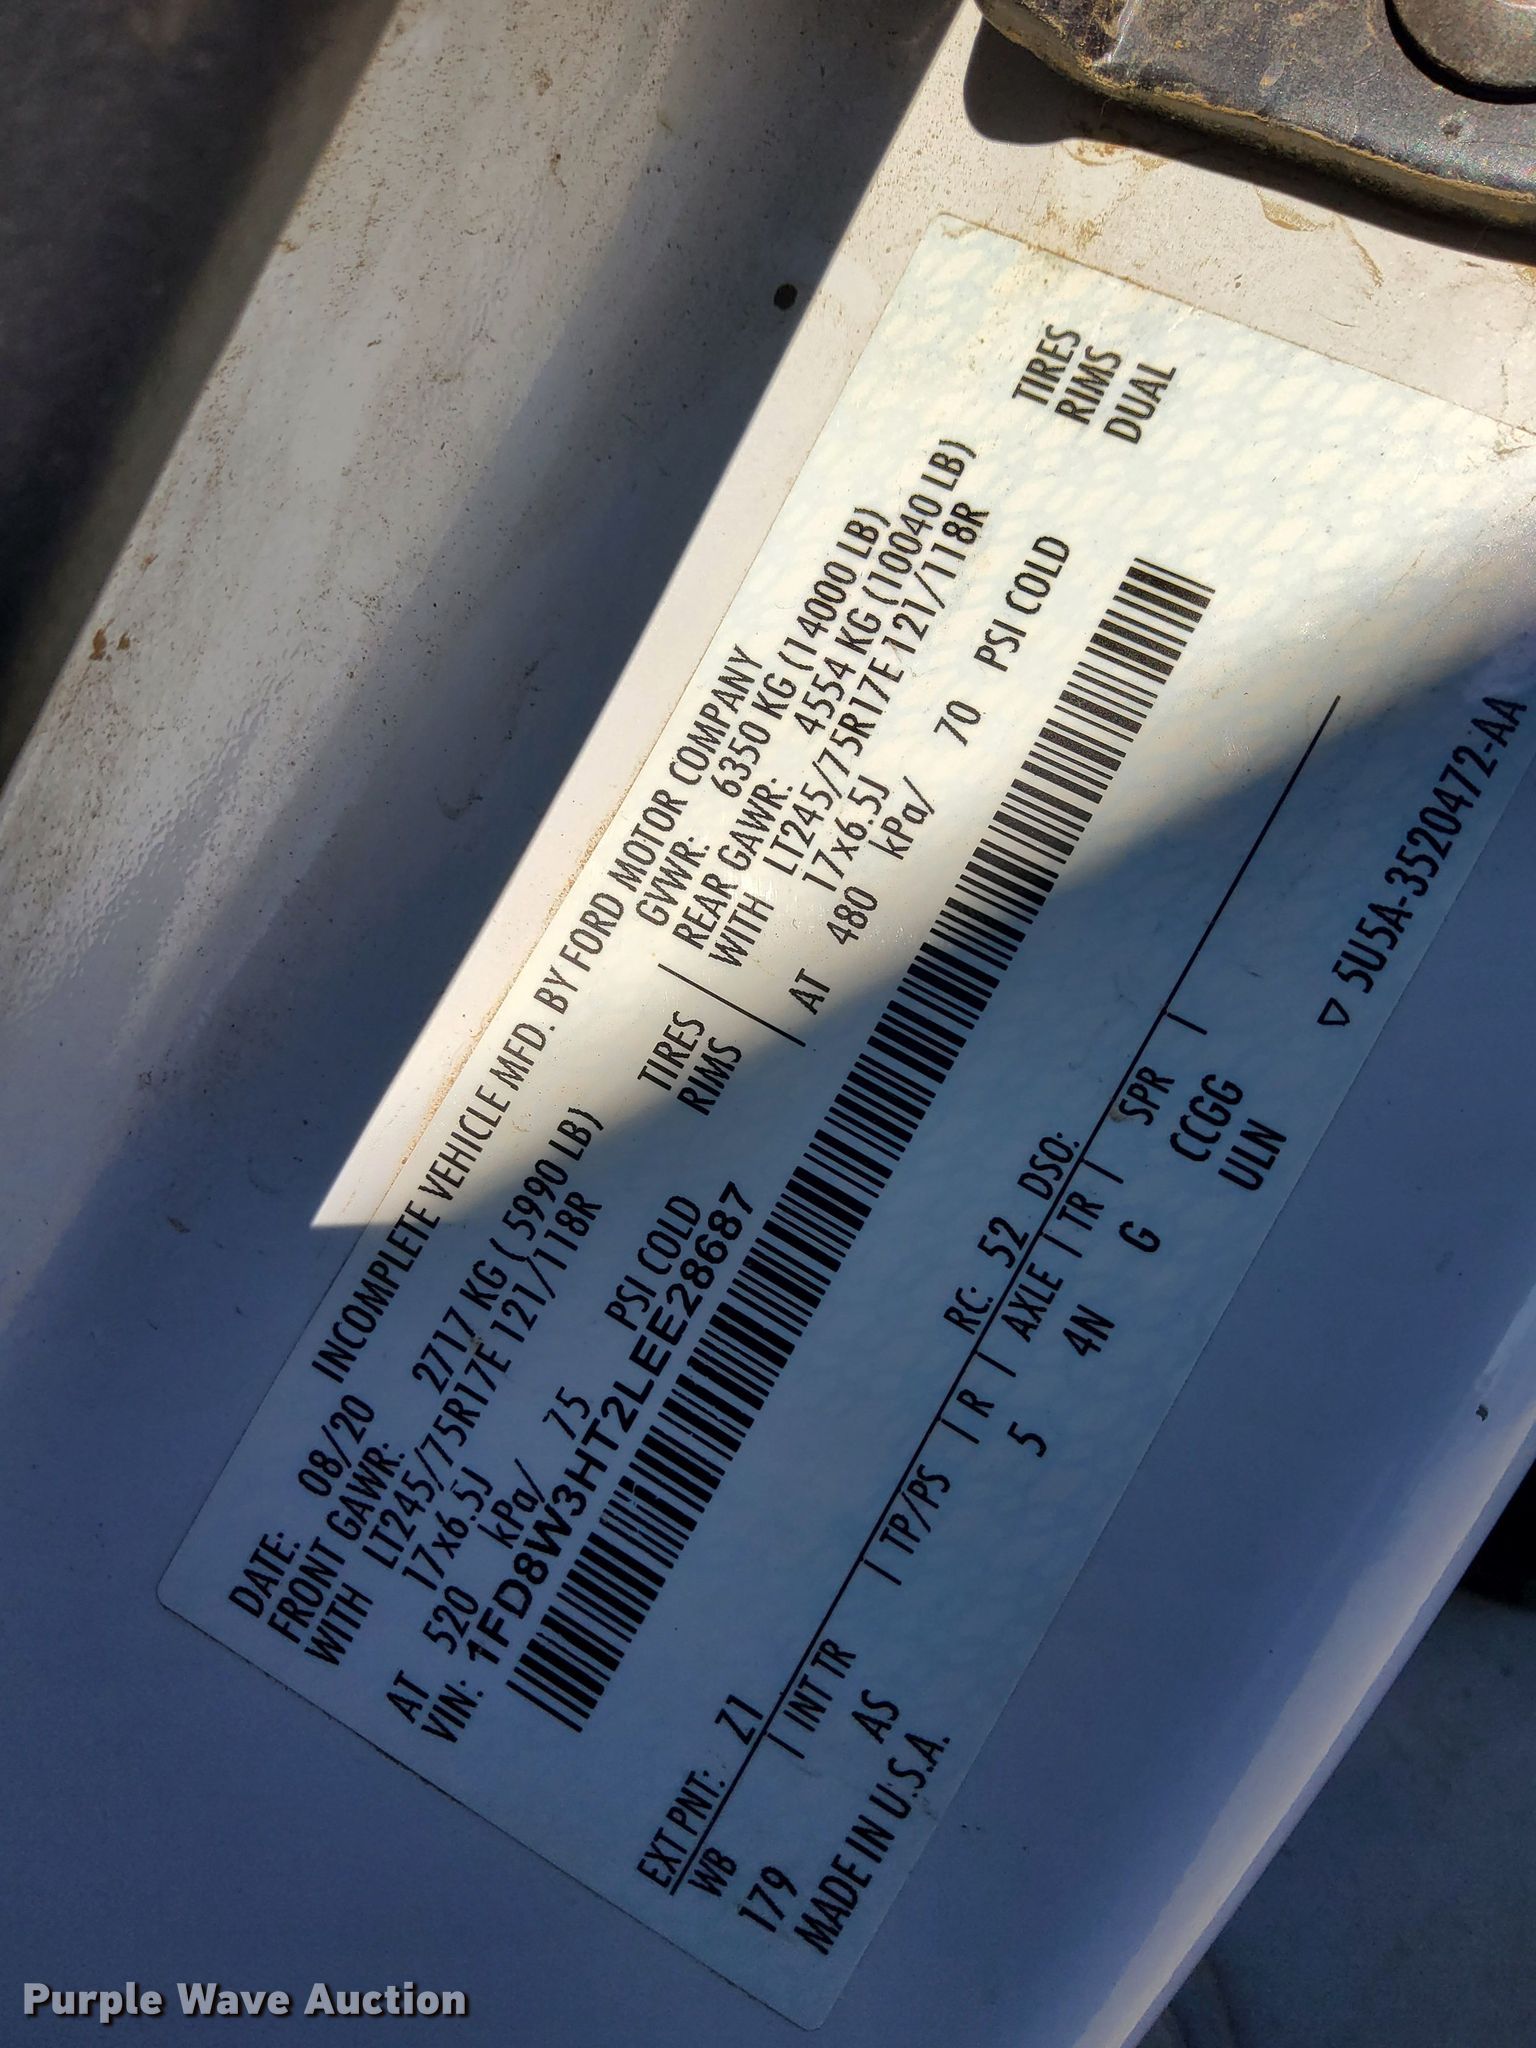 DATE: 08/20 INCOMPLETE VEHICLE MFD. BY FORD MOTOR COMPANY
FRONT GAWR: 2717 KG ( 5990 LB) GVWR: 6350 KG (14000 LB)
WITH LT245/75R17E 121/118R TIRES REAR GAWR: 4554 KG (10040 LB)
17x6.5J RIMS WITH LT245/75R17E 121/118R TIRES
AT 520 kPa/ 75 PSI COLD 17x6.5J RIMS
AT 480 kPa/ 70 PSI COLD DUAL
VIN: 1FD8W3HT2LEE28687
EXT PNT: Z1 RC: 52 DSO:
WB | INT TR | TP/PS | R | AXLE | TR | SPR |
179 AS 5 4N G CCGG
MADE IN U.S.A. ULN
▽ 5U5A-3520472-AA
Purple Wave Auction